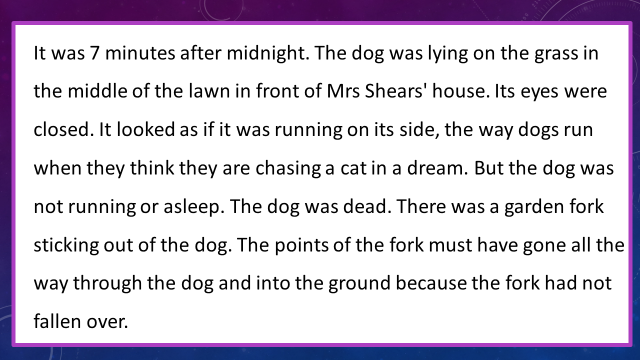 It was 7 minutes after midnight. The dog was lying on the grass in
the middle of the lawn in front of Mrs Shears' house. Its eyes were
closed. It looked as if it was running on its side, the way dogs run
when they think they are chasing a cat in a dream. But the dog was
not running or asleep. The dog was dead. There was a garden fork
sticking out of the dog. The points of the fork must have gone all the
way through the dog and into the ground because the fork had not
fallen over.